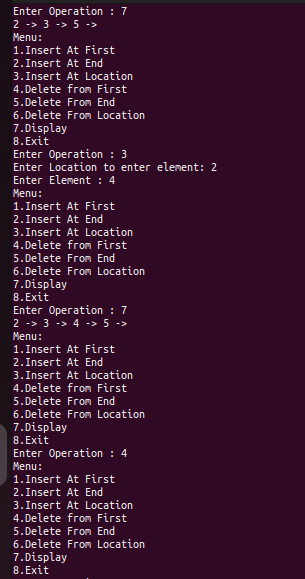 Enter Operation : 7
2 -> 3 -> 5 ->
Menu:
1.Insert At First
2.Insert At End
3.Insert At Location
4.Delete from First
5.Delete From End
6.Delete From Location
7.Display
8.Exit
Enter Operation : 3
Enter Location to enter element: 2
Enter Element : 4
Menu:
1.Insert At First
2.Insert At End
3.Insert At Location
4.Delete from First
5.Delete From End
6.Delete From Location
7.Display
8.Exit
Enter Operation : 7
2 -> 3 -> 4 -> 5 ->
Menu:
1.Insert At First
2.Insert At End
3.Insert At Location
4.Delete from First
5.Delete From End
6.Delete From Location
7.Display
8.Exit
Enter Operation : 4
Menu:
1.Insert At First
2.Insert At End
3.Insert At Location
4.Delete from First
5.Delete From End
6.Delete From Location
7.Display
8.Exit